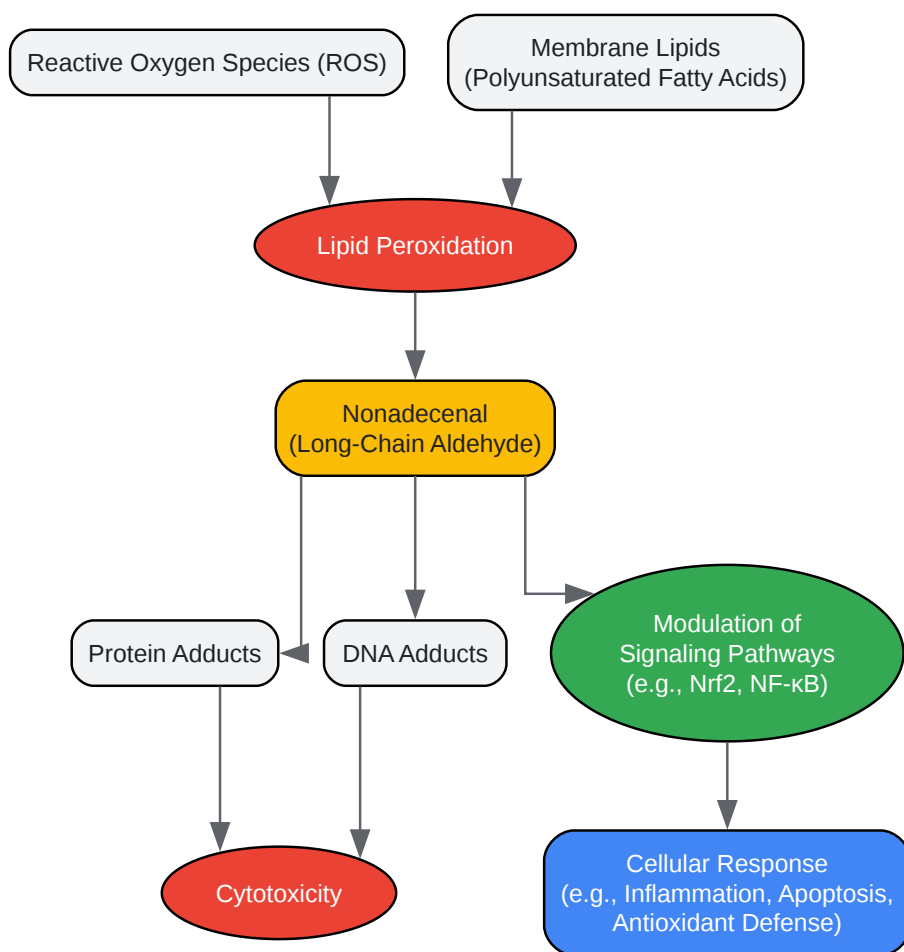 Reactive Oxygen Species (ROS)
Membrane Lipids
(Polyunsaturated Fatty Acids)
Lipid Peroxidation
Nonadecenal
(Long-Chain Aldehyde)
Protein Adducts
DNA Adducts
Modulation of
Signaling Pathways
(e.g., Nrf2, NF-κB)
Cytotoxicity
Cellular Response
(e.g., Inflammation, Apoptosis,
Antioxidant Defense)